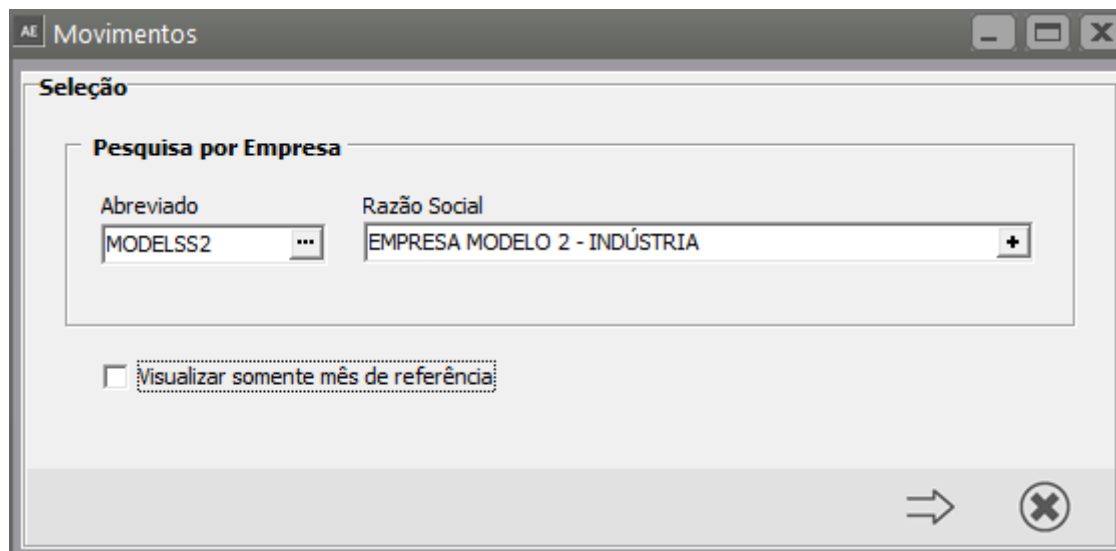 AE Movimentos
Seleção
Pesquisa por Empresa
Abreviado Razão Social
MODELSS2 ... EMPRESA MODELO 2 - INDÚSTRIA +
Visualizar somente mês de referência